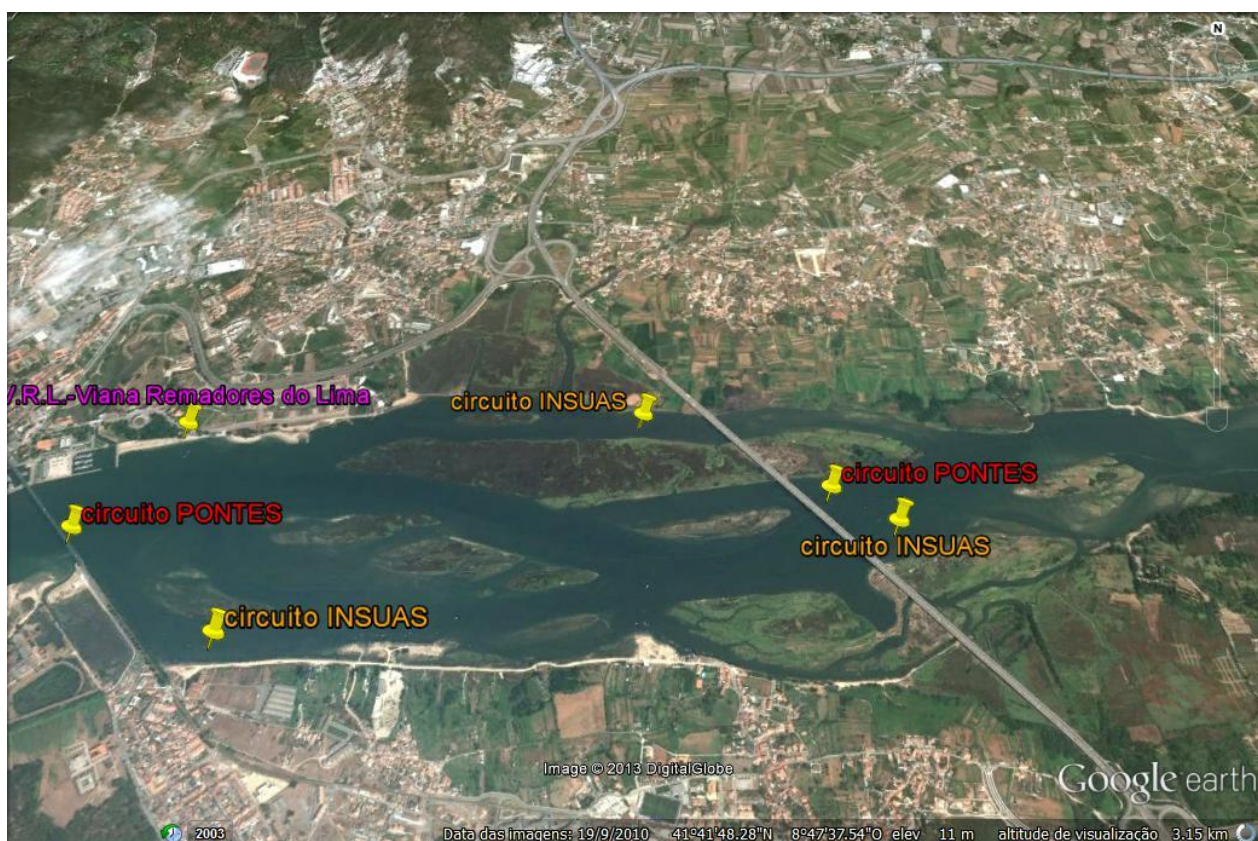 N
/.R.L.-Viana Remadores do Lima
circuito INSUAS
circuito PONTES
circuito PONTES
circuito INSUAS
circuito INSUAS
Image © 2013 DigitalGlobe
Google earth
2003
Data das imagens: 19/9/2010 41°41'48.28"N 8°47'37.54"O elev 11 m altitude de visualização 3.15 km